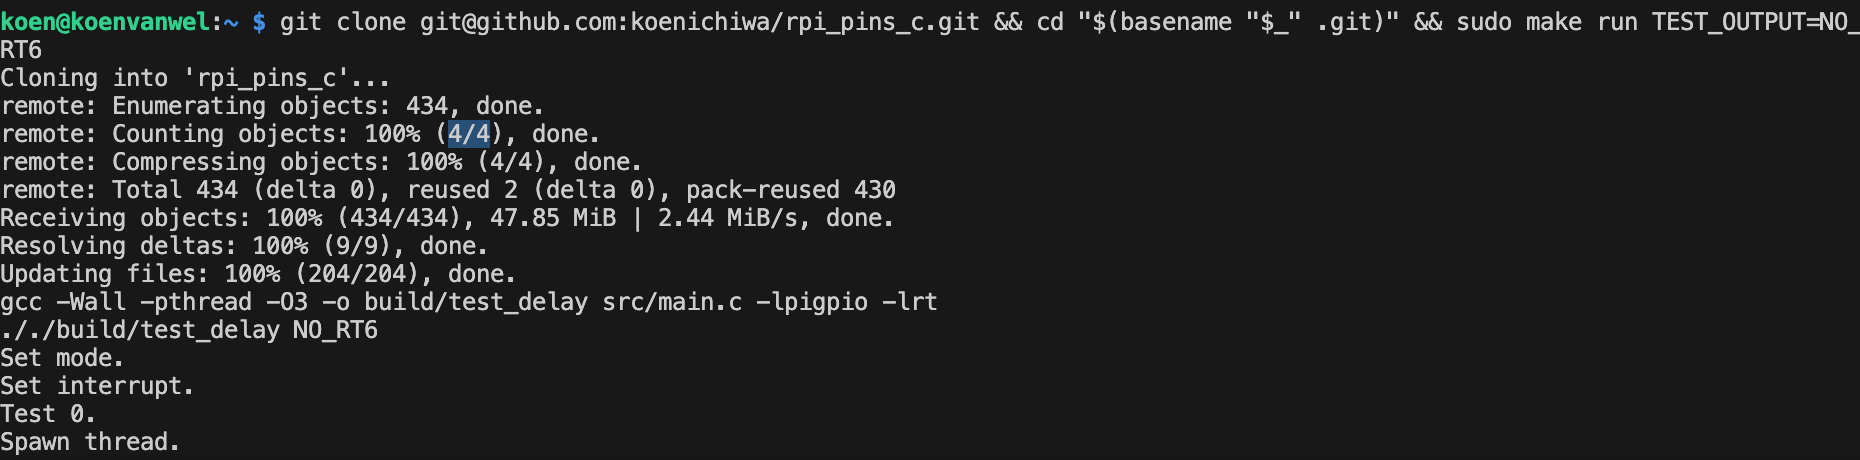 koen@koenvanwel:~ $ git clone git@github.com:koenichiwa/rpi_pins_c.git && cd "$(basename "$_" .git)" && sudo make run TEST_OUTPUT=NO_
RT6
Cloning into 'rpi_pins_c'...
remote: Enumerating objects: 434, done.
remote: Counting objects: 100% (4/4), done.
remote: Compressing objects: 100% (4/4), done.
remote: Total 434 (delta 0), reused 2 (delta 0), pack-reused 430
Receiving objects: 100% (434/434), 47.85 MiB | 2.44 MiB/s, done.
Resolving deltas: 100% (9/9), done.
Updating files: 100% (204/204), done.
gcc -Wall -pthread -O3 -o build/test_delay src/main.c -lpigpio -lrt
././build/test_delay NO_RT6
Set mode.
Set interrupt.
Test 0.
Spawn thread.